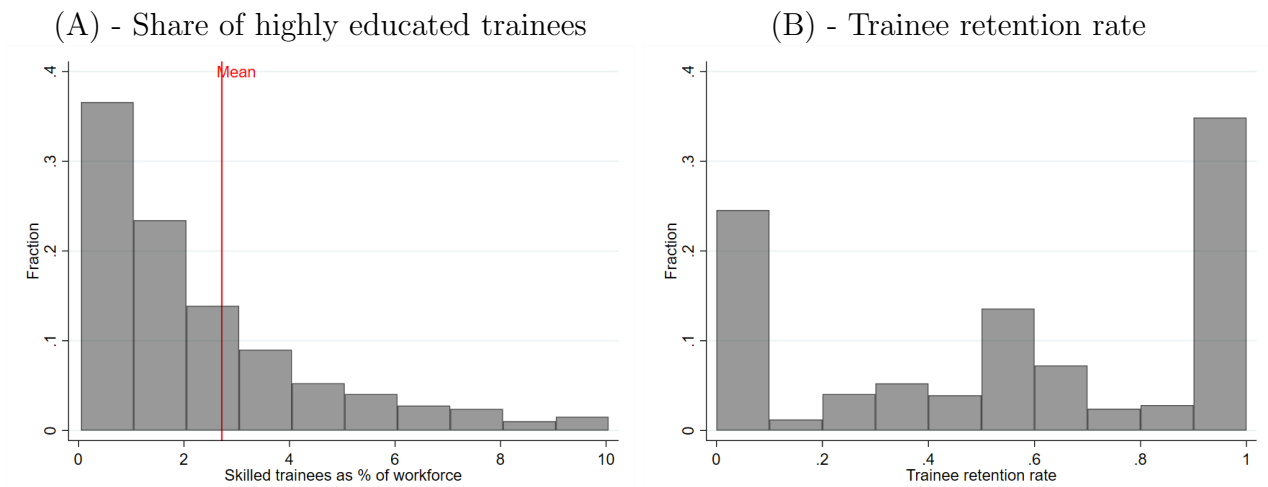 (A) - Share of highly educated trainees
Mean
Fraction
.4
.3
.2
.1
0
0 2 4 6 8 10
Skilled trainees as % of workforce
(B) - Trainee retention rate
Fraction
.4
.3
.2
.1
0
0 .2 .4 .6 .8 1
Trainee retention rate